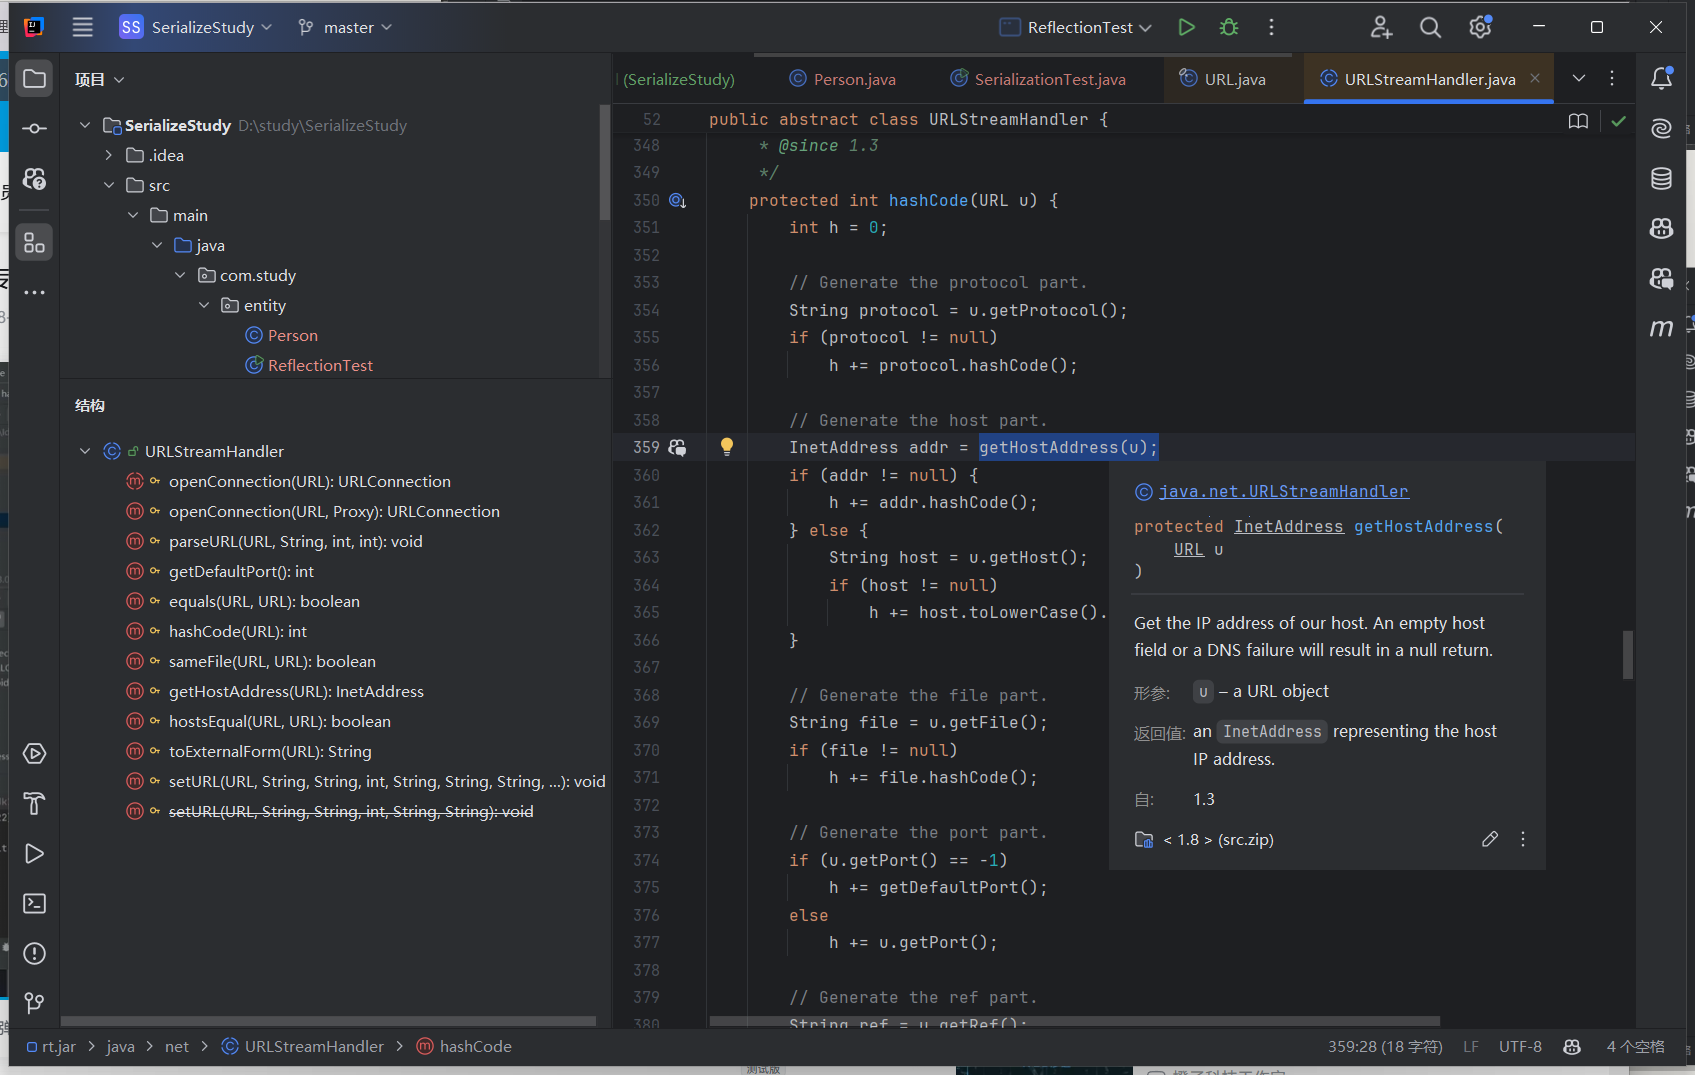 SS SerializeStudy master ReflectionTest
项目
SerializeStudy D:\study\SerializeStudy
.idea
src
main
java
com.study
entity
Person
ReflectionTest
结构
URLStreamHandler
openConnection(URL): URLConnection
openConnection(URL, Proxy): URLConnection
parseURL(URL, String, int, int): void
getDefaultPort(): int
equals(URL, URL): boolean
hashCode(URL): int
sameFile(URL, URL): boolean
getHostAddress(URL): InetAddress
hostsEqual(URL, URL): boolean
toExternalForm(URL): String
setURL(URL, String, String, int, String, String, String, ...): void
setURL(URL, String, String, int, String, String): void
(SerializeStudy) Person.java SerializationTest.java URL.java URLStreamHandler.java
52 public abstract class URLStreamHandler {
348 * @since 1.3
349 */
350 protected int hashCode(URL u) {
351 int h = 0;
352
353 // Generate the protocol part.
354 String protocol = u.getProtocol();
355 if (protocol != null)
356 h += protocol.hashCode();
357
358 // Generate the host part.
359 InetAddress addr = getHostAddress(u);
360 if (addr != null) {
361 h += addr.hashCode();
362 } else {
363 String host = u.getHost();
364 if (host != null)
365 h += host.toLowerCase().
366 }
367
368 // Generate the file part.
369 String file = u.getFile();
370 if (file != null)
371 h += file.hashCode();
372
373 // Generate the port part.
374 if (u.getPort() == -1)
375 h += getDefaultPort();
376 else
377 h += u.getPort();
378
379 // Generate the ref part.
380 String ref = u.getRef();
java.net.URLStreamHandler
protected InetAddress getHostAddress(
URL u
)
Get the IP address of our host. An empty host
field or a DNS failure will result in a null return.
形参: u – a URL object
返回值: an InetAddress representing the host
IP address.
自: 1.3
< 1.8 > (src.zip)
rt.jar java net URLStreamHandler hashCode 359:28 (18 字符) LF UTF-8 4 个空格
测试版